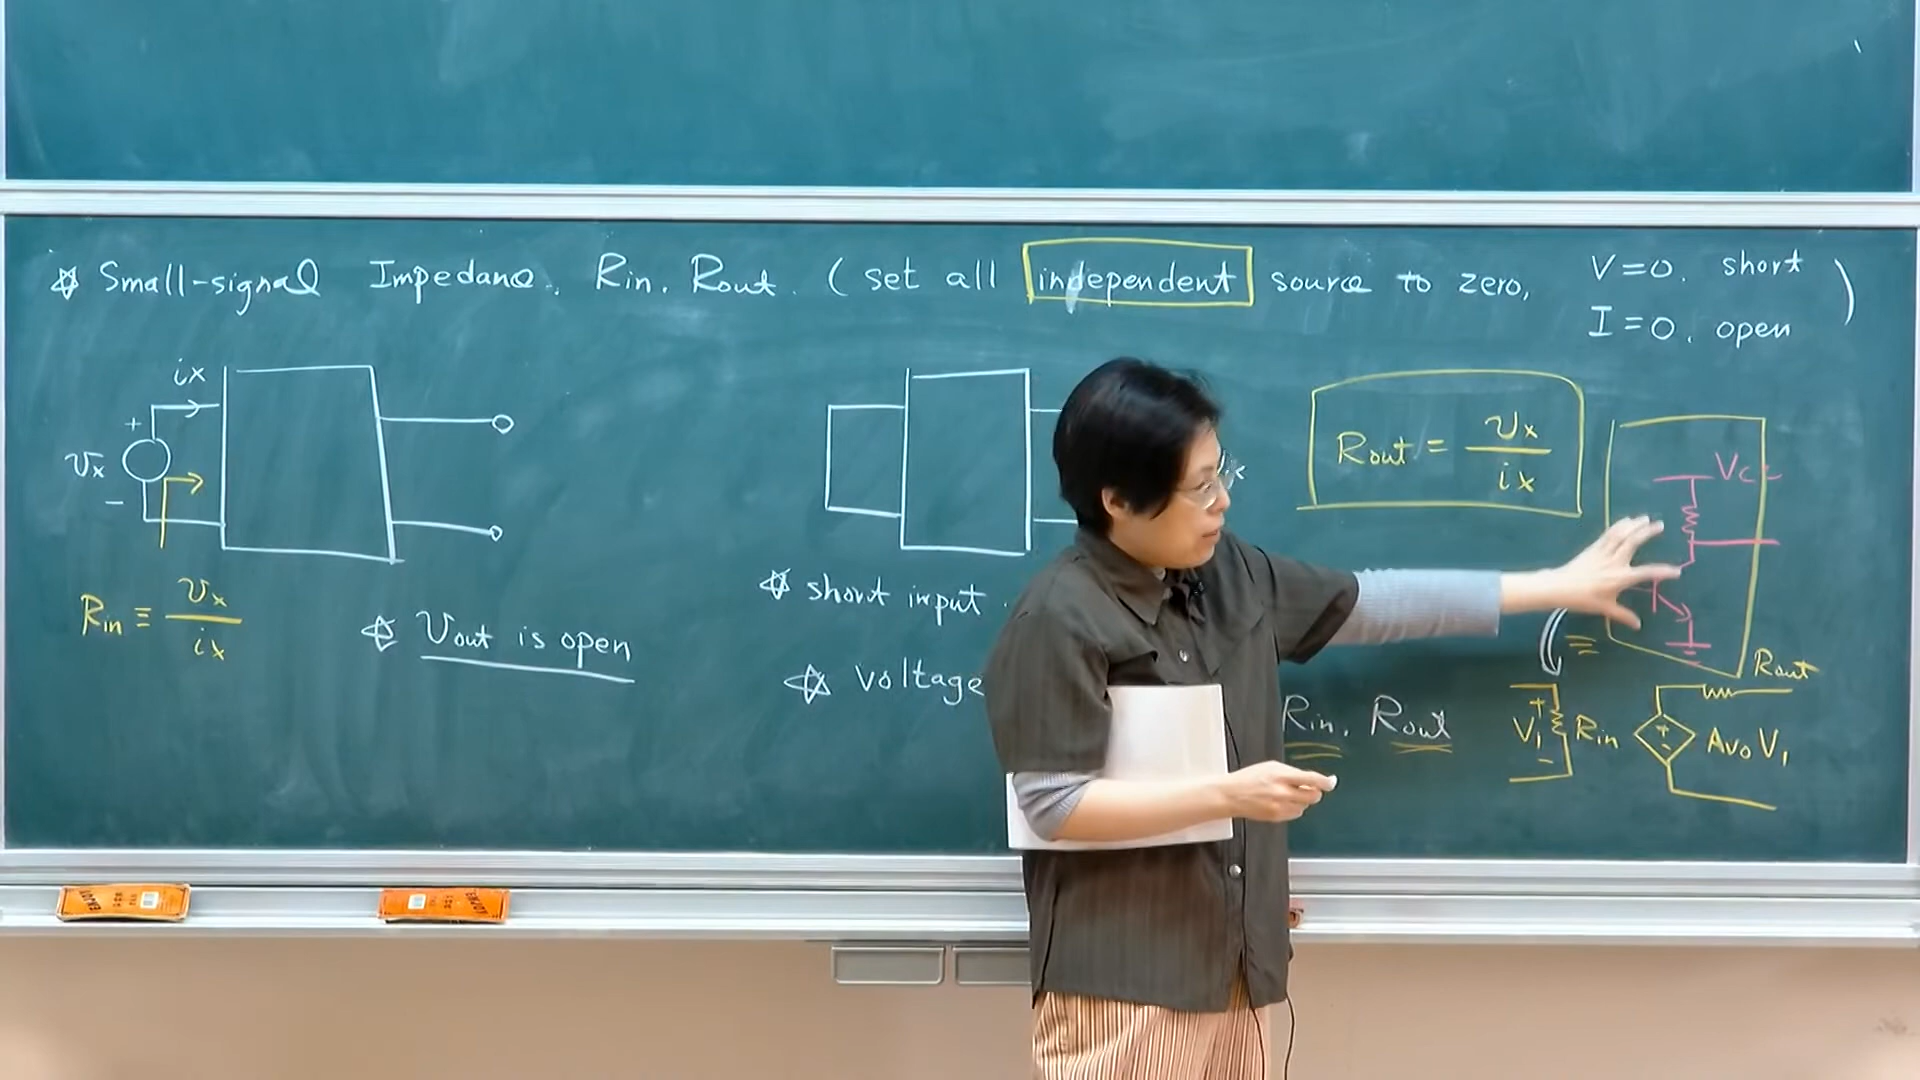 ☆ Small-signal Impedance. Rin. Rout. ( set all independent source to zero, V=0. short )
I=0. open
ix
+
Vx
-
Rin ≡ vx / ix
☆ Vout is open
☆ short input
☆ Voltage
Rout = vx / ix
Vcc
Rin. Rout
Rout
+
V1
-
Rin
+
-
Avo V1